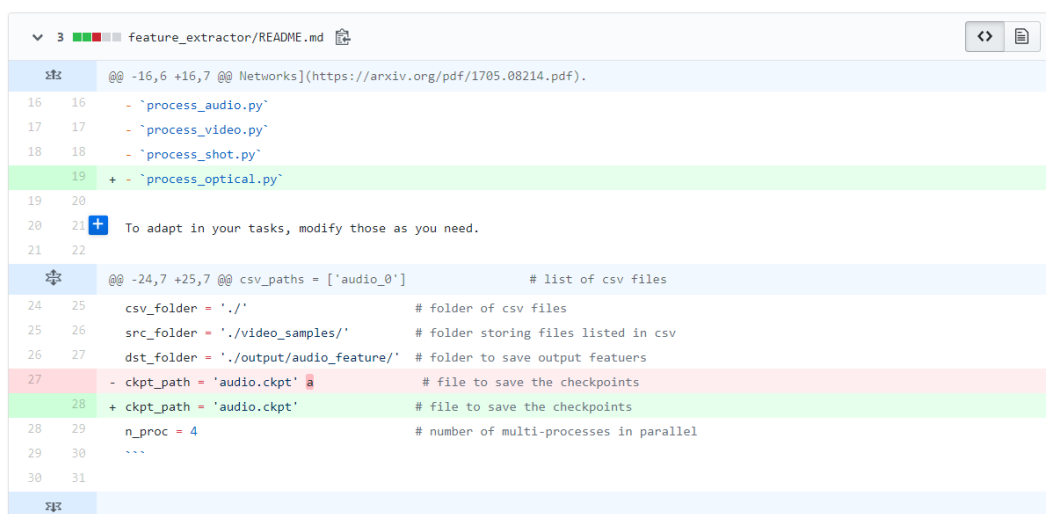 3 feature_extractor/README.md
@@ -16,6 +16,7 @@ Networks](https://arxiv.org/pdf/1705.08214.pdf).
16 16 - `process_audio.py`
17 17 - `process_video.py`
18 18 - `process_shot.py`
19 + - `process_optical.py`
19 20
20 21 + To adapt in your tasks, modify those as you need.
21 22
@@ -24,7 +25,7 @@ csv_paths = ['audio_0'] # list of csv files
24 25 csv_folder = './' # folder of csv files
25 26 src_folder = './video_samples/' # folder storing files listed in csv
26 27 dst_folder = './output/audio_feature/' # folder to save output featuers
27 - ckpt_path = 'audio.ckpt' a # file to save the checkpoints
28 + ckpt_path = 'audio.ckpt' # file to save the checkpoints
28 29 n_proc = 4 # number of multi-processes in parallel
29 30 ```
30 31